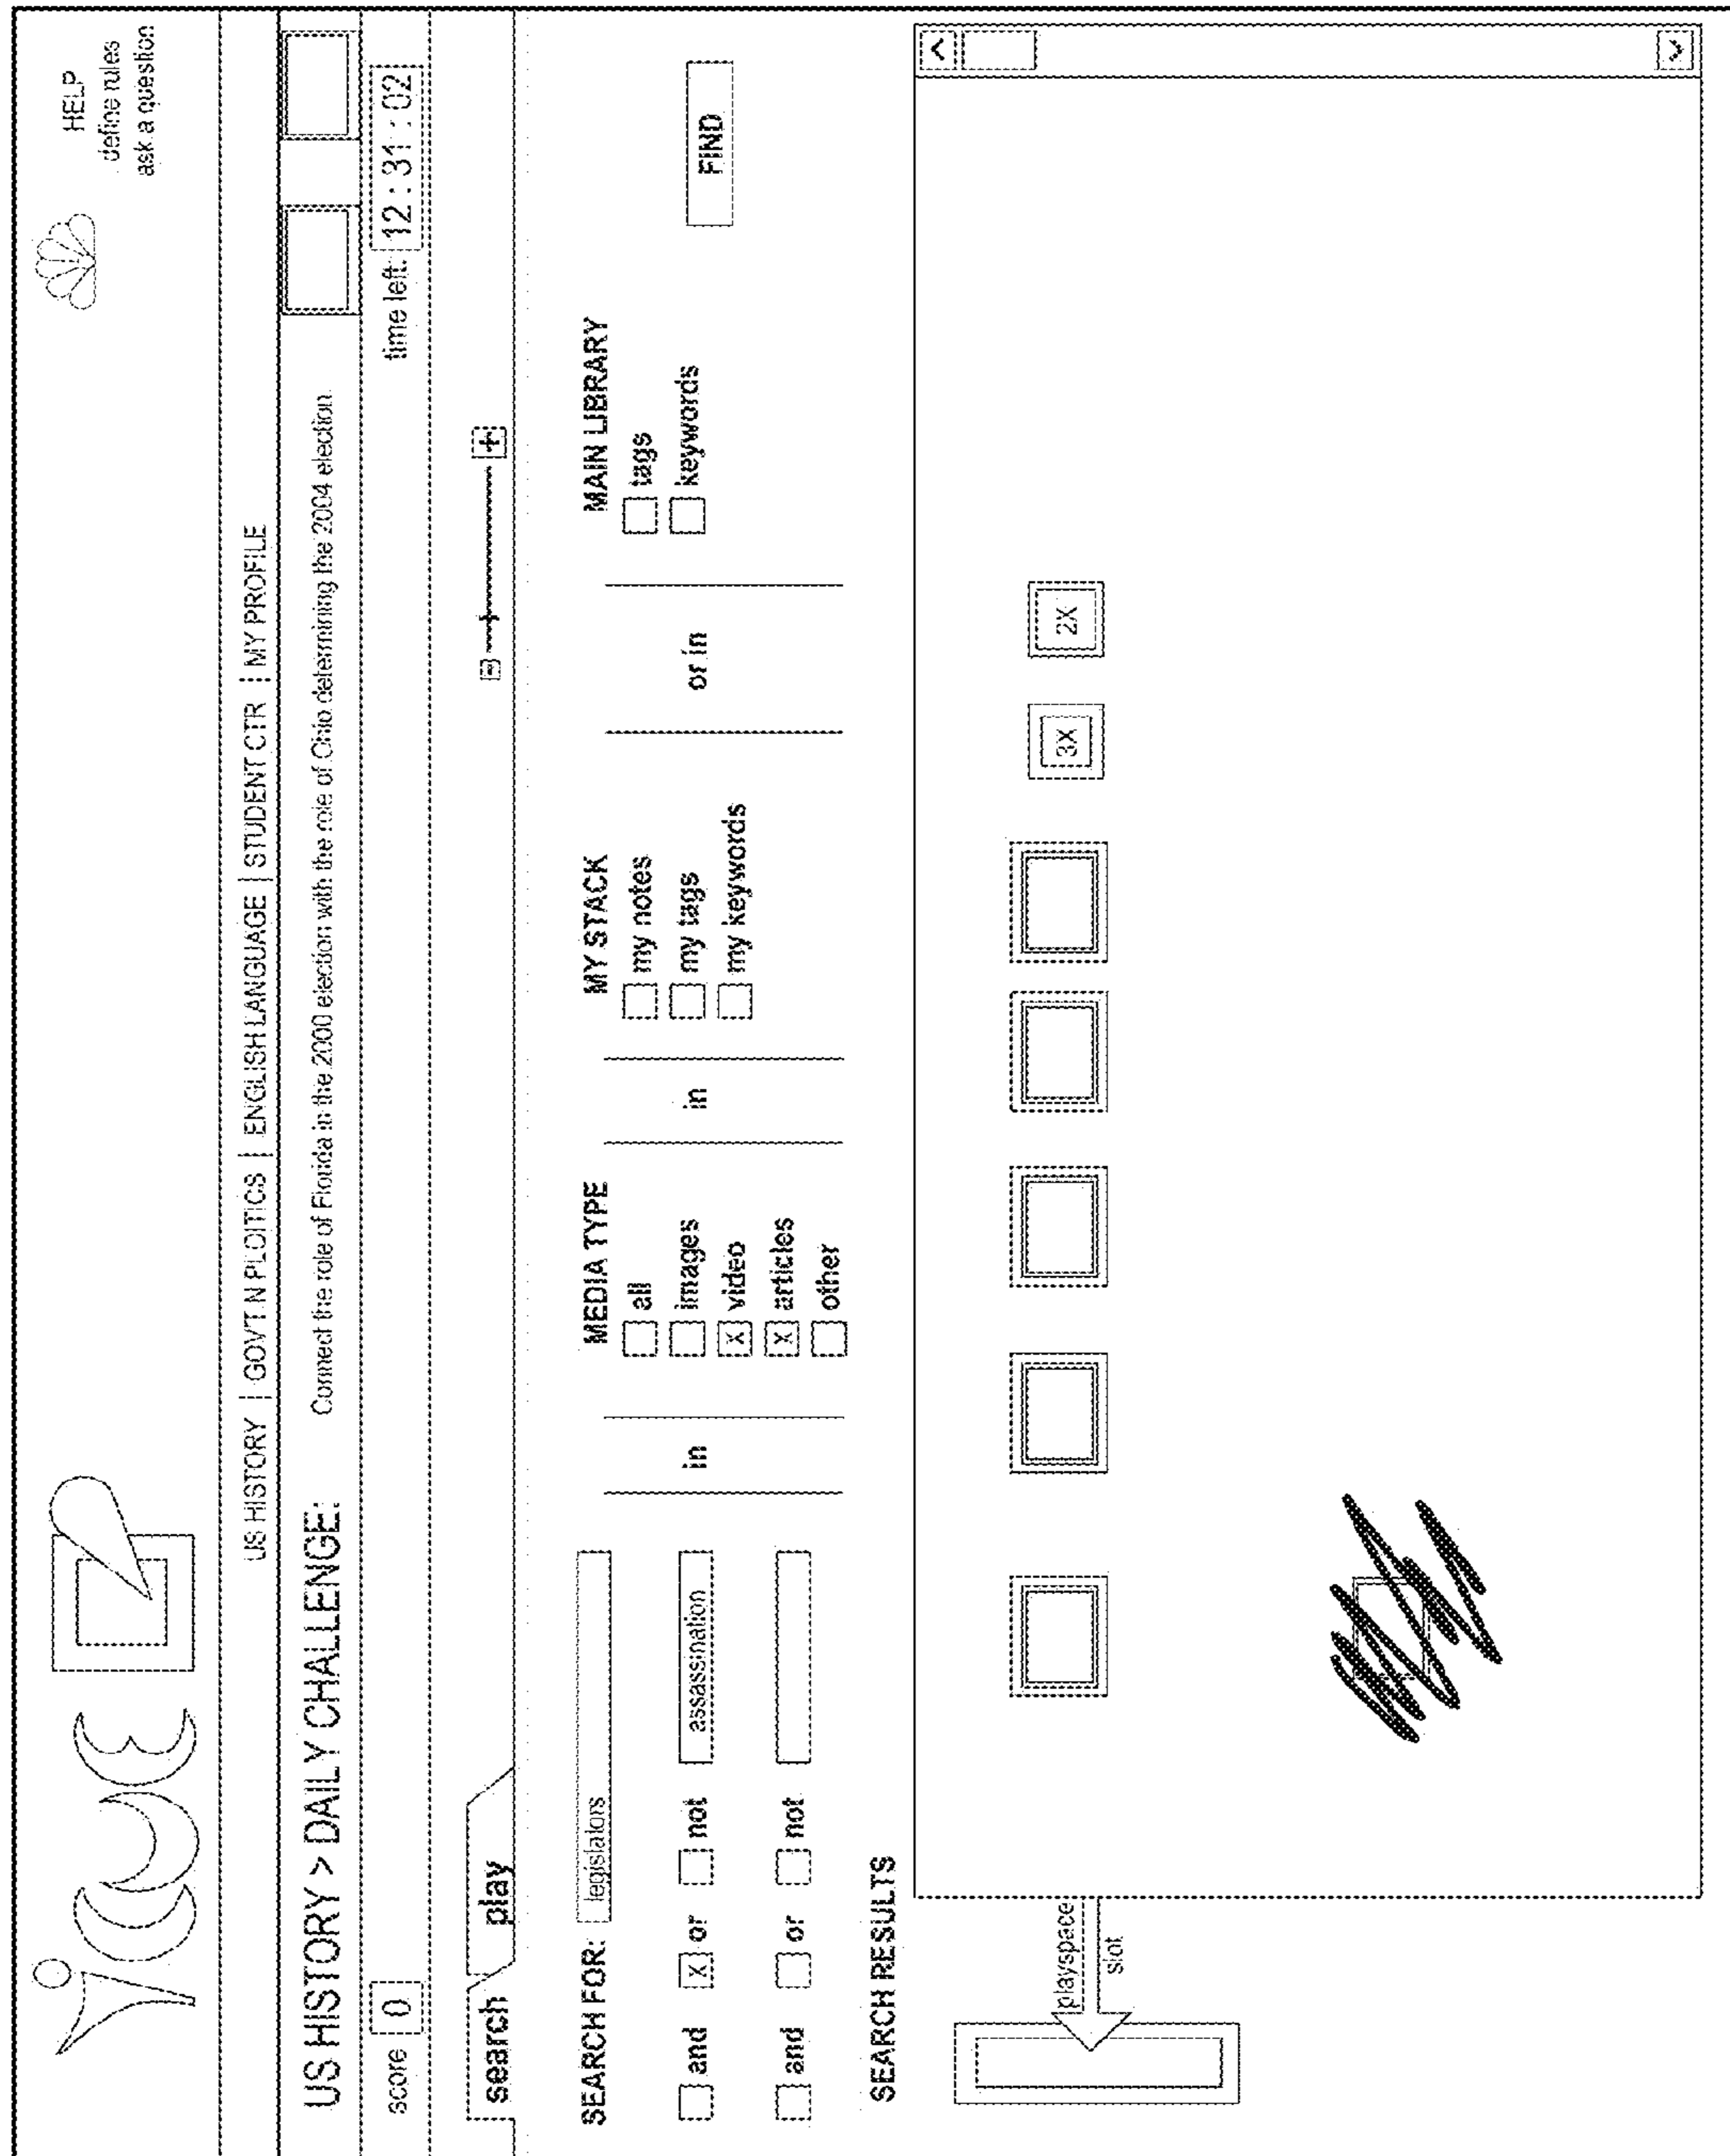 iCUE
HELP
define rules
ask a question
US HISTORY | GOVT N PLOITICS | ENGLISH LANGUAGE | STUDENT CTR | MY PROFILE
US HISTORY > DAILY CHALLENGE: Connect the role of Florida in the 2000 election with the role of Ohio determining the 2004 election.
score 0 time left: 12 : 31 : 02
search play
SEARCH FOR: legislators
and x or not assassination
and or not
in
MEDIA TYPE
all
images
x video
x articles
other
in
MY STACK
my notes
my tags
my keywords
or in
MAIN LIBRARY
tags
keywords
FIND
SEARCH RESULTS
3X 2X
playspace
slot